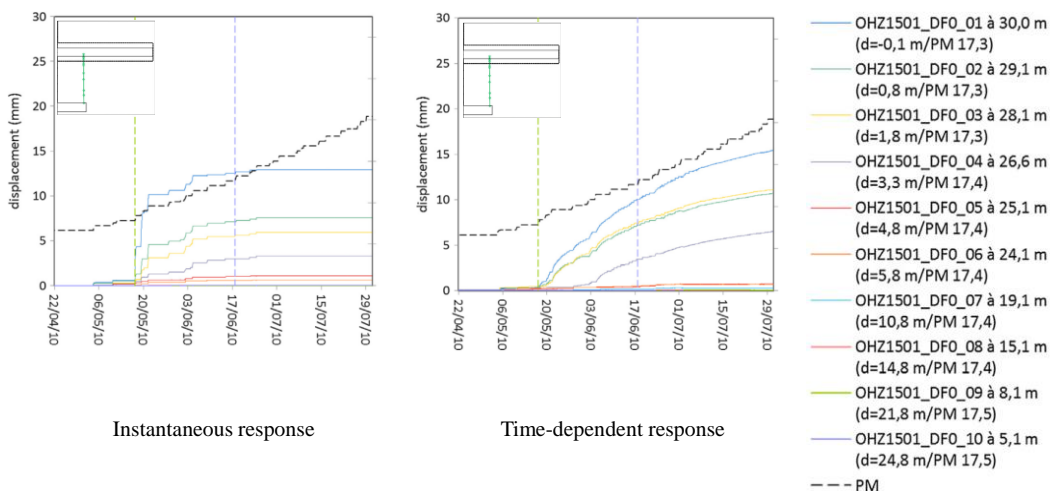 30
25
20
15
10
5
0
displacement (mm)
22/04/10
06/05/10
20/05/10
03/06/10
17/06/10
01/07/10
15/07/10
29/07/10
Instantaneous response
30
25
20
15
10
5
0
displacement (mm)
22/04/10
06/05/10
20/05/10
03/06/10
17/06/10
01/07/10
15/07/10
29/07/10
Time-dependent response
OHZ1501_DF0_01 à 30,0 m
(d=-0,1 m/PM 17,3)
OHZ1501_DF0_02 à 29,1 m
(d=0,8 m/PM 17,3)
OHZ1501_DF0_03 à 28,1 m
(d=1,8 m/PM 17,3)
OHZ1501_DF0_04 à 26,6 m
(d=3,3 m/PM 17,4)
OHZ1501_DF0_05 à 25,1 m
(d=4,8 m/PM 17,4)
OHZ1501_DF0_06 à 24,1 m
(d=5,8 m/PM 17,4)
OHZ1501_DF0_07 à 19,1 m
(d=10,8 m/PM 17,4)
OHZ1501_DF0_08 à 15,1 m
(d=14,8 m/PM 17,4)
OHZ1501_DF0_09 à 8,1 m
(d=21,8 m/PM 17,5)
OHZ1501_DF0_10 à 5,1 m
(d=24,8 m/PM 17,5)
PM